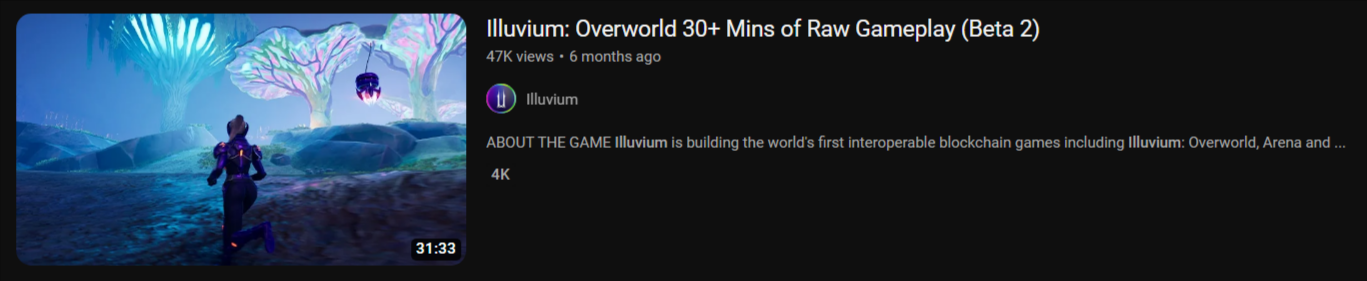 Illuvium: Overworld 30+ Mins of Raw Gameplay (Beta 2)
47K views • 6 months ago
Illuvium
ABOUT THE GAME Illuvium is building the world's first interoperable blockchain games including Illuvium: Overworld, Arena and ...
4K
31:33